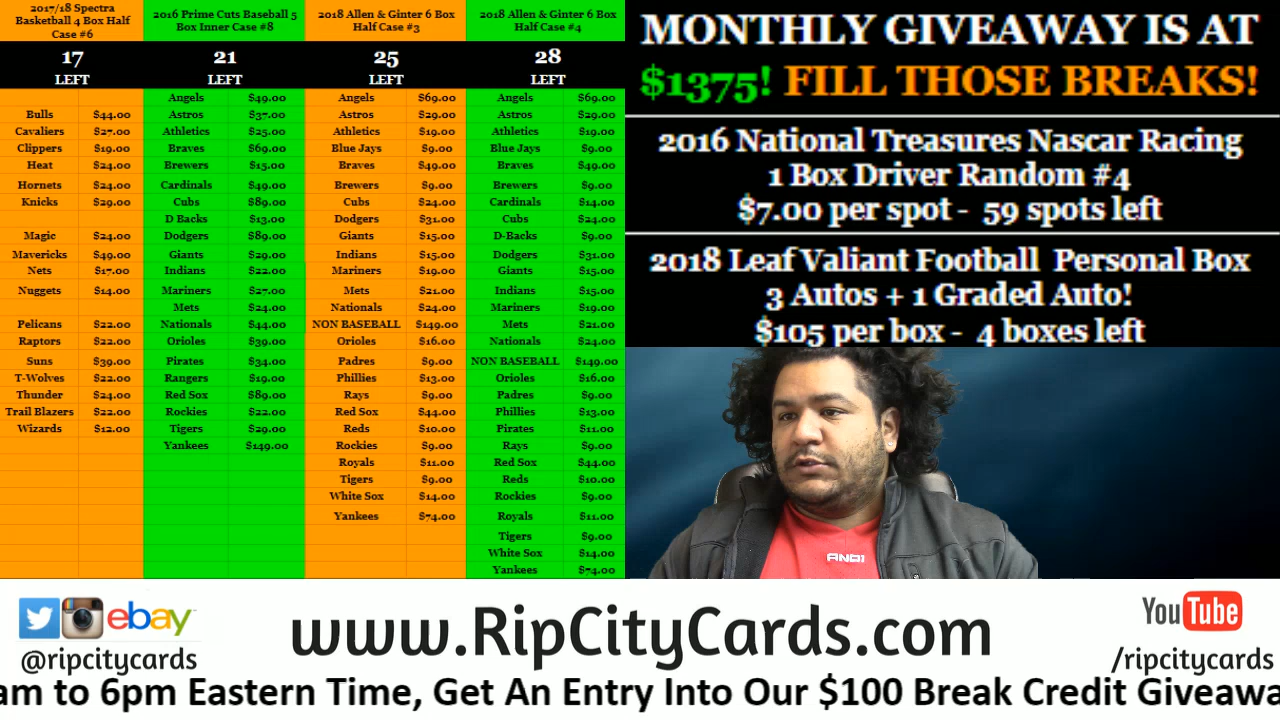 2017/18 Spectra
Basketball 4 Box Half
Case #6
17
LEFT
Bulls $44.00
Cavaliers $27.00
Clippers $19.00
Heat $24.00
Hornets $24.00
Knicks $29.00
Magic $24.00
Mavericks $49.00
Nets $17.00
Nuggets $14.00
Pelicans $22.00
Raptors $22.00
Suns $39.00
T-Wolves $22.00
Thunder $24.00
Trail Blazers $22.00
Wizards $12.00
2016 Prime Cuts Baseball 5
Box Inner Case #8
21
LEFT
Angels $49.00
Astros $37.00
Athletics $25.00
Braves $69.00
Brewers $15.00
Cardinals $49.00
Cubs $89.00
D Backs $13.00
Dodgers $89.00
Giants $29.00
Indians $22.00
Mariners $27.00
Mets $24.00
Nationals $44.00
Orioles $39.00
Pirates $34.00
Rangers $19.00
Red Sox $89.00
Rockies $22.00
Tigers $29.00
Yankees $149.00
2018 Allen & Ginter 6 Box
Half Case #3
25
LEFT
Angels $69.00
Astros $29.00
Athletics $19.00
Blue Jays $9.00
Braves $49.00
Brewers $9.00
Cubs $24.00
Dodgers $31.00
Giants $15.00
Indians $15.00
Mariners $19.00
Mets $21.00
Nationals $24.00
NON BASEBALL $149.00
Orioles $16.00
Padres $9.00
Phillies $13.00
Rays $9.00
Red Sox $44.00
Reds $10.00
Rockies $9.00
Royals $11.00
Tigers $9.00
White Sox $14.00
Yankees $74.00
2018 Allen & Ginter 6 Box
Half Case #4
28
LEFT
Angels $69.00
Astros $29.00
Athletics $19.00
Blue Jays $9.00
Braves $49.00
Brewers $9.00
Cardinals $14.00
Cubs $24.00
D-Backs $9.00
Dodgers $31.00
Giants $15.00
Indians $15.00
Mariners $19.00
Mets $21.00
Nationals $24.00
NON BASEBALL $149.00
Orioles $16.00
Padres $9.00
Phillies $13.00
Pirates $11.00
Rays $9.00
Red Sox $44.00
Reds $10.00
Rockies $9.00
Royals $11.00
Tigers $9.00
White Sox $14.00
Yankees $74.00
MONTHLY GIVEAWAY IS AT
$1375! FILL THOSE BREAKS!
2016 National Treasures Nascar Racing
1 Box Driver Random #4
$7.00 per spot - 59 spots left
2018 Leaf Valiant Football Personal Box
3 Autos + 1 Graded Auto!
$105 per box - 4 boxes left
AND1
ebay
@ripcitycards
www.RipCityCards.com
YouTube
/ripcitycards
am to 6pm Eastern Time, Get An Entry Into Our $100 Break Credit Giveawa